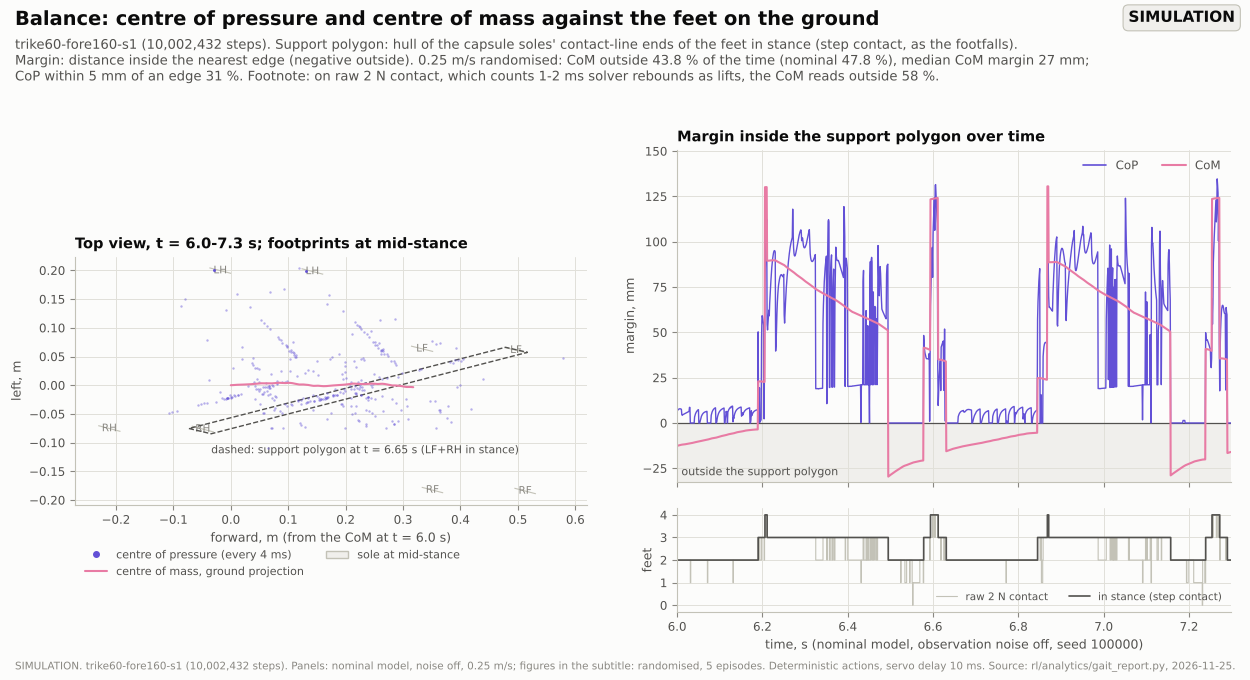 Balance: centre of pressure and centre of mass against the feet on the ground
SIMULATION
trike60-fore160-s1 (10,002,432 steps). Support polygon: hull of the capsule soles' contact-line ends of the feet in stance (step contact, as the footfalls).
Margin: distance inside the nearest edge (negative outside). 0.25 m/s randomised: CoM outside 43.8 % of the time (nominal 47.8 %), median CoM margin 27 mm;
CoP within 5 mm of an edge 31 %. Footnote: on raw 2 N contact, which counts 1-2 ms solver rebounds as lifts, the CoM reads outside 58 %.
Top view, t = 6.0-7.3 s; footprints at mid-stance
left, m
0.20
0.15
0.10
0.05
0.00
−0.05
−0.10
−0.15
−0.20
LH
LH
LF
LF
RH
RH
RF
RF
dashed: support polygon at t = 6.65 s (LF+RH in stance)
−0.2
−0.1
0.0
0.1
0.2
0.3
0.4
0.5
0.6
forward, m (from the CoM at t = 6.0 s)
centre of pressure (every 4 ms)
sole at mid-stance
centre of mass, ground projection
Margin inside the support polygon over time
margin, mm
150
125
100
75
50
25
0
−25
CoP
CoM
outside the support polygon
feet
4
3
2
1
0
raw 2 N contact
in stance (step contact)
6.0
6.2
6.4
6.6
6.8
7.0
7.2
time, s (nominal model, observation noise off, seed 100000)
SIMULATION. trike60-fore160-s1 (10,002,432 steps). Panels: nominal model, noise off, 0.25 m/s; figures in the subtitle: randomised, 5 episodes. Deterministic actions, servo delay 10 ms. Source: rl/analytics/gait_report.py, 2026-11-25.